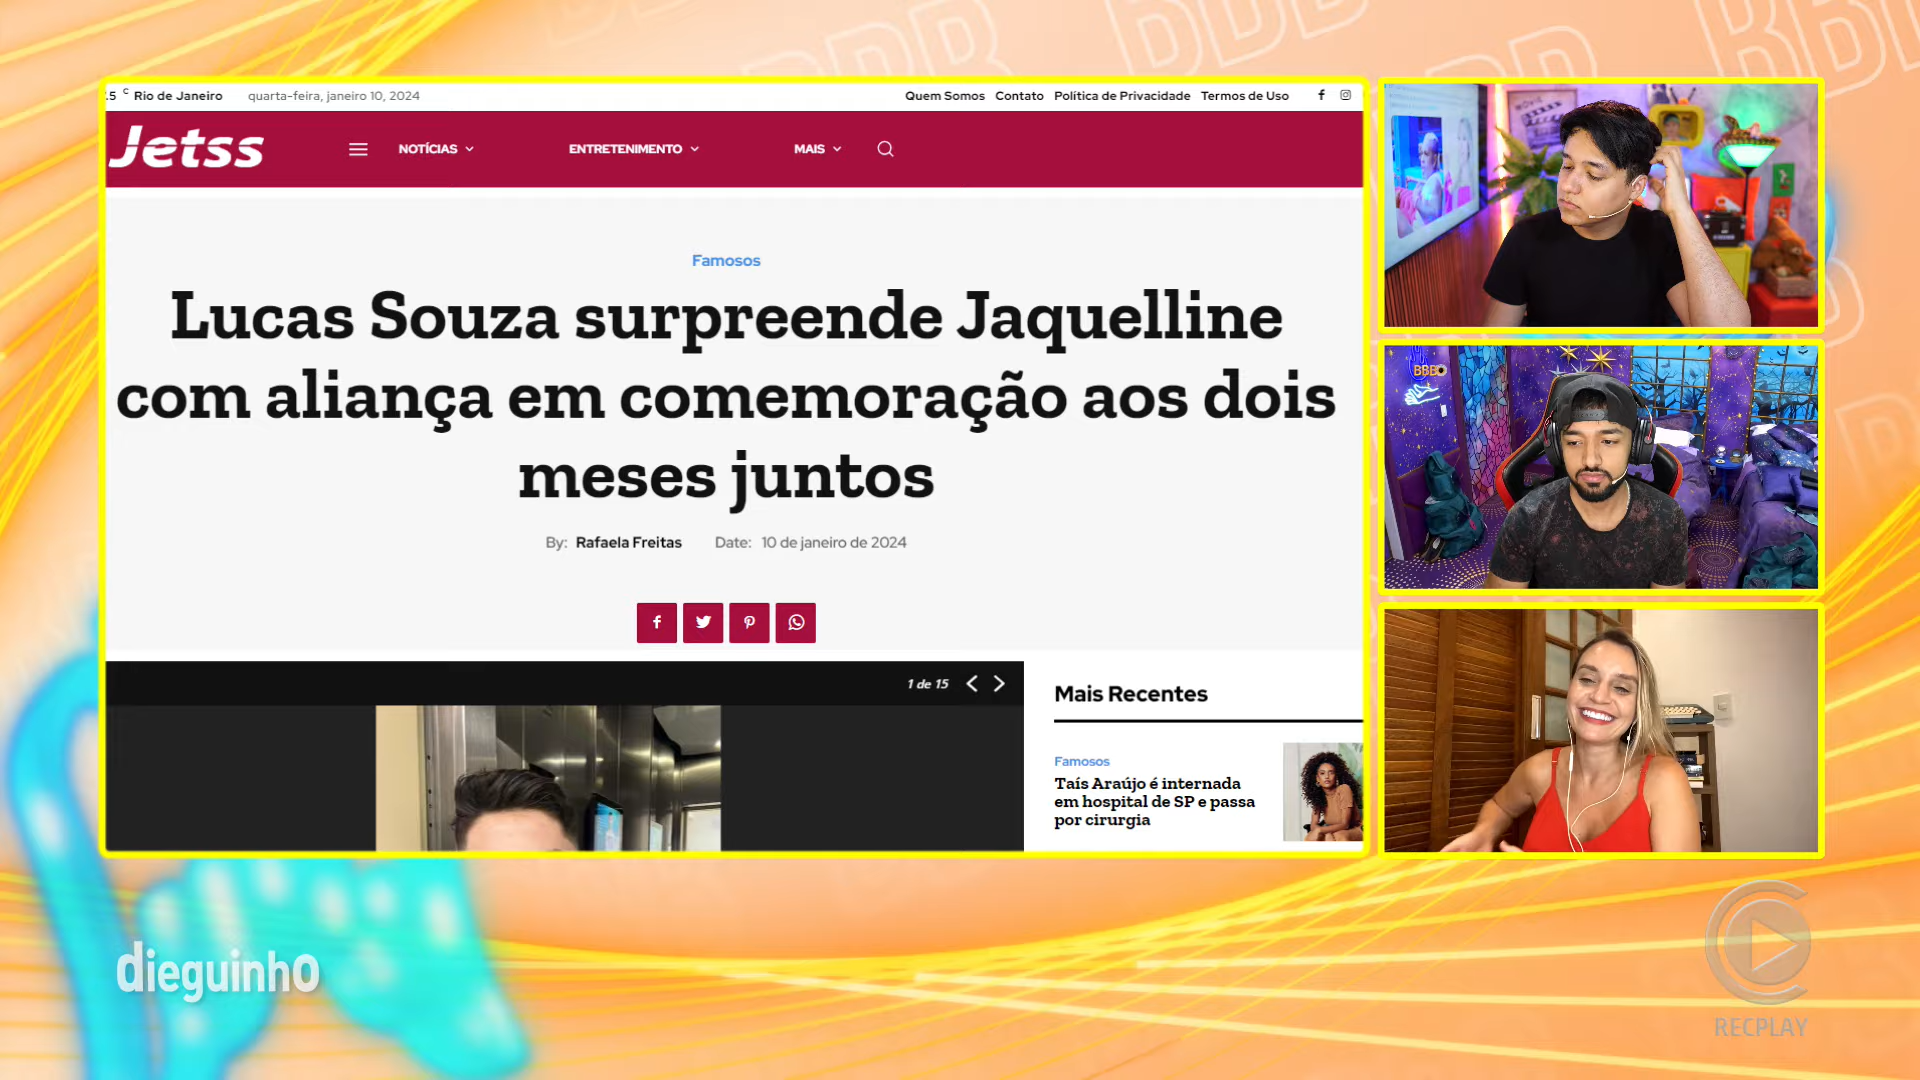 .5 C Rio de Janeiro quarta-feira, janeiro 10, 2024 Quem Somos Contato Política de Privacidade Termos de Uso
Jetss NOTÍCIAS ENTRETENIMENTO MAIS
Famosos
Lucas Souza surpreende Jaquelline
com aliança em comemoração aos dois
meses juntos
By: Rafaela Freitas Date: 10 de janeiro de 2024
1 de 15
Mais Recentes
Famosos
Taís Araújo é internada
em hospital de SP e passa
por cirurgia
BBB
dieguinho
RECPLAY